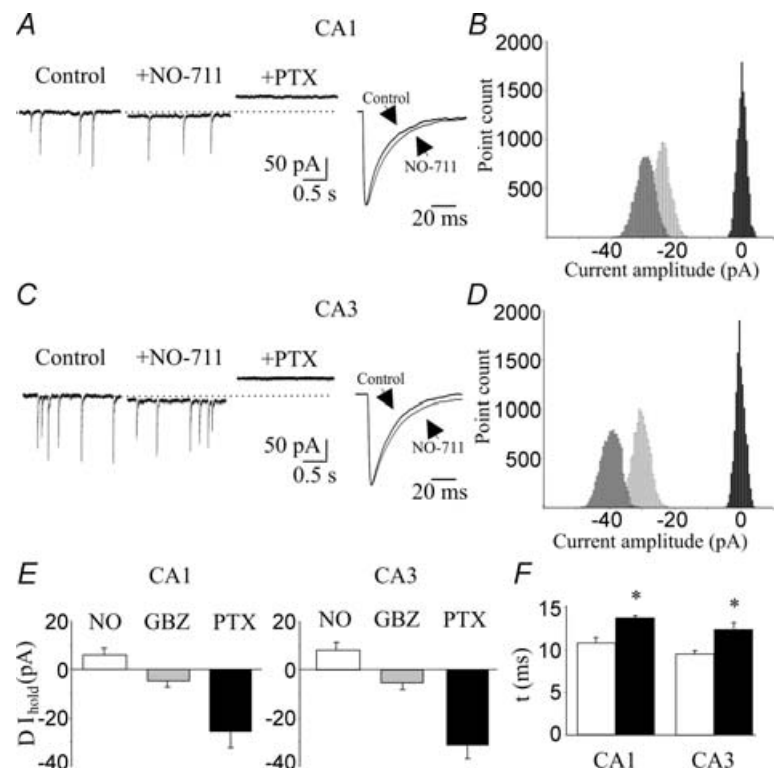 A
CA1
Control
+NO-711
+PTX
Control
NO-711
50 pA
0.5 s
20 ms
B
2000
1500
1000
500
Point count
-40
-20
0
Current amplitude (pA)
C
CA3
Control
+NO-711
+PTX
Control
NO-711
50 pA
0.5 s
20 ms
D
2000
1500
1000
500
Point count
-40
-20
0
Current amplitude (pA)
E
CA1
CA3
NO GBZ PTX
NO GBZ PTX
20
0
-20
-40
20
0
-20
-40
D Ihold(pA)
F
*
*
15
10
5
0
t (ms)
CA1
CA3